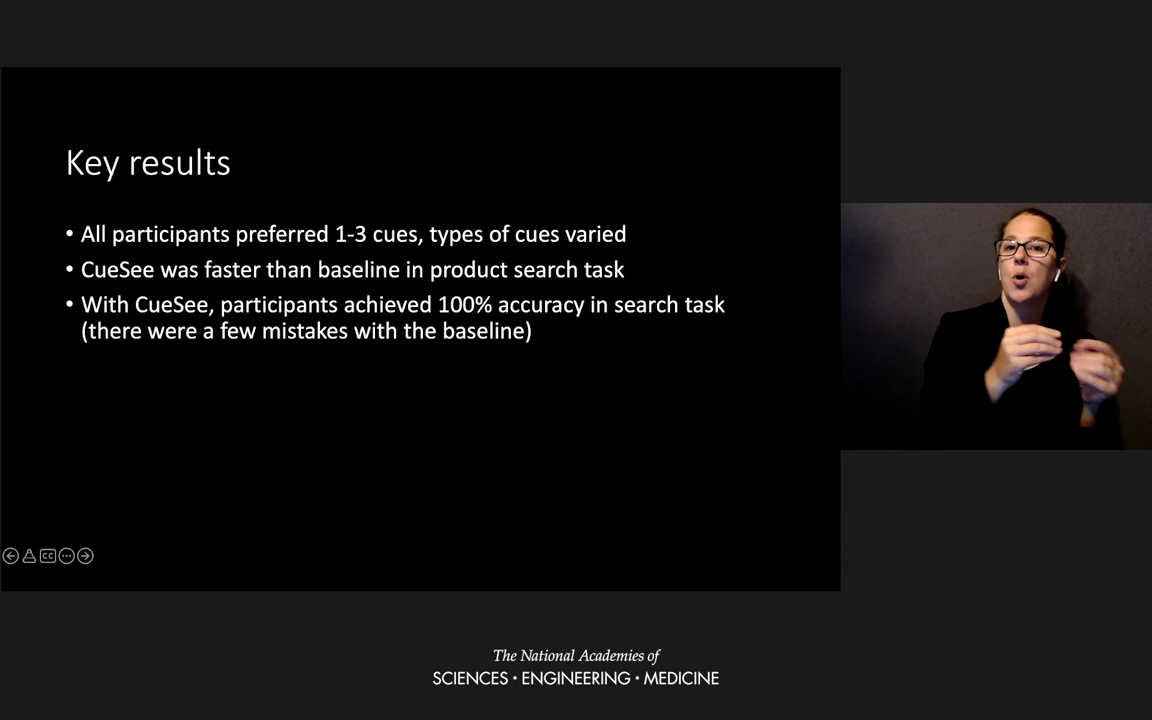 Key results
• All participants preferred 1-3 cues, types of cues varied
• CueSee was faster than baseline in product search task
• With CueSee, participants achieved 100% accuracy in search task
(there were a few mistakes with the baseline)
CC
The National Academies of
SCIENCES • ENGINEERING • MEDICINE